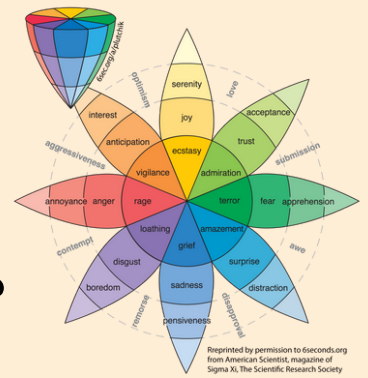 6sec.org/a/plutchik
optimism
serenity
love
joy
interest
acceptance
anticipation
trust
aggressiveness
ecstasy
submission
vigilance
admiration
annoyance anger rage
terror fear apprehension
loathing
amazement
contempt
grief
awe
disgust
surprise
boredom
sadness
distraction
remorse
pensiveness
disapproval
Reprinted by permission to 6seconds.org
from American Scientist, magazine of
Sigma Xi, The Scientific Research Society